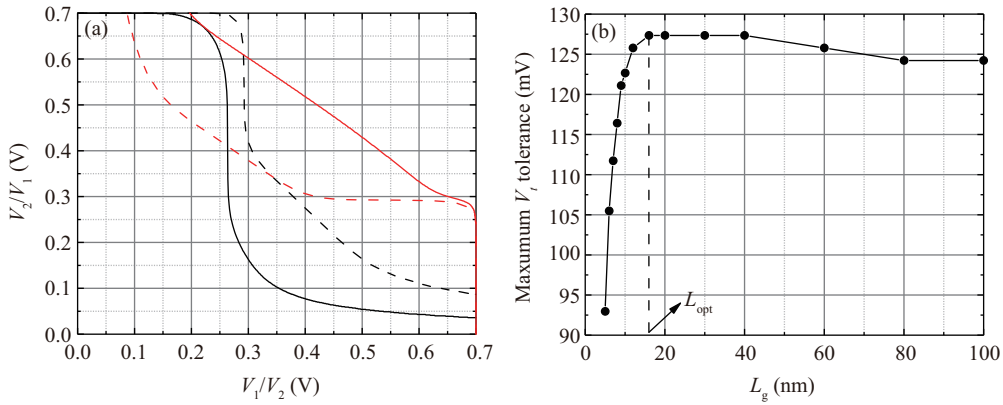 (a)
0.7
0.6
0.5
0.4
0.3
0.2
0.1
0.0
V2/V1 (V)
0.0 0.1 0.2 0.3 0.4 0.5 0.6 0.7
V1/V2 (V)
(b)
130
125
120
115
110
105
100
95
90
Maxumum Vt tolerance (mV)
Lopt
0 20 40 60 80 100
Lg (nm)